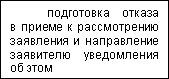 подготовка отказа
в приеме к рассмотрению
заявления и направление
заявителю уведомления
об этом